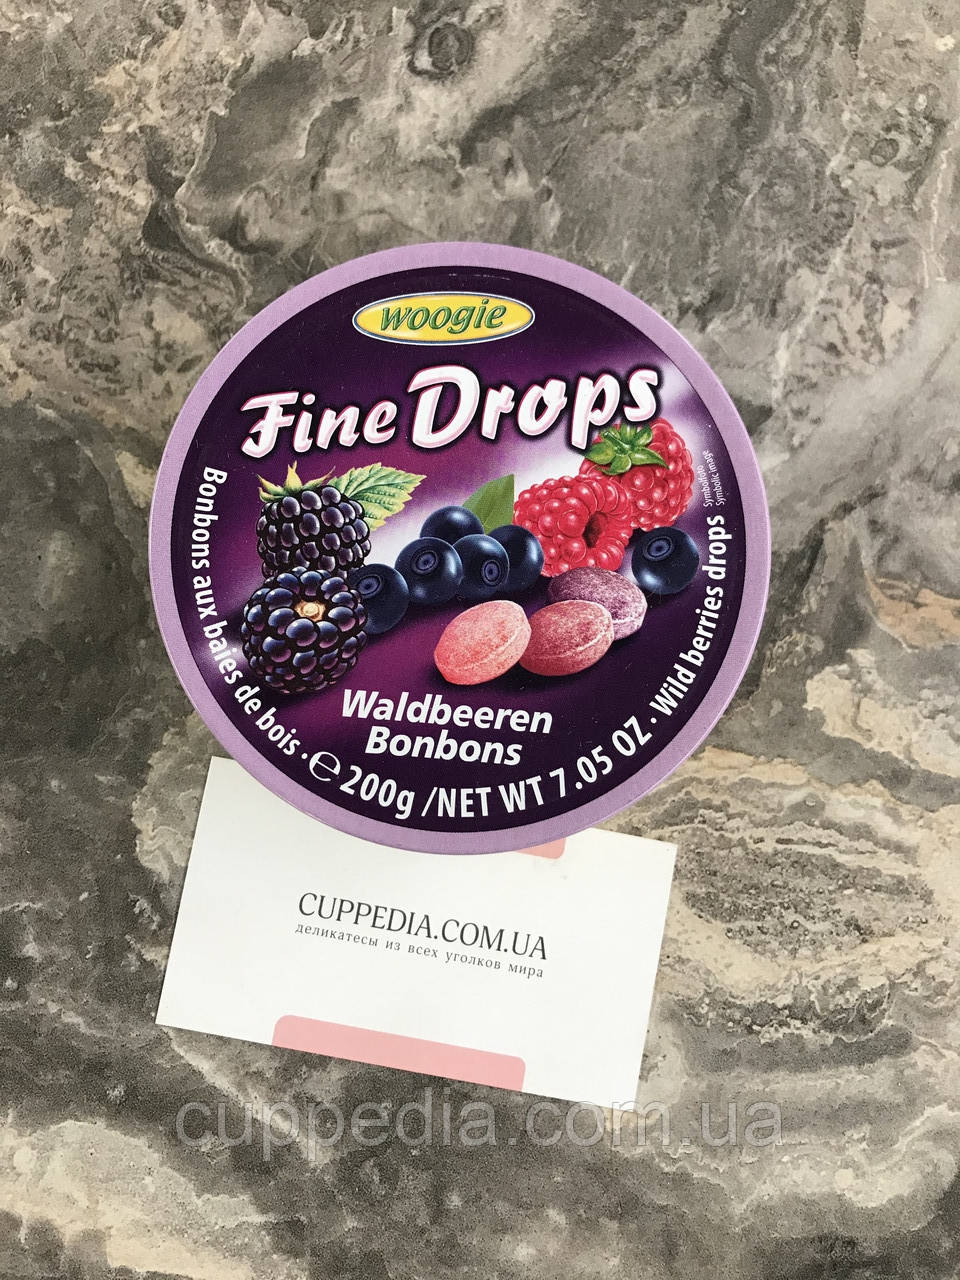 woogie
Fine Drops
Symbolfoto
Symbolic image
Bonbons aux baies de bois · ℮ 200g / NET WT 7.05 OZ · Wild berries drops
Waldbeeren
Bonbons
CUPPEDIA.COM.UA
деликатесы из всех уголков мира
cuppedia.com.ua